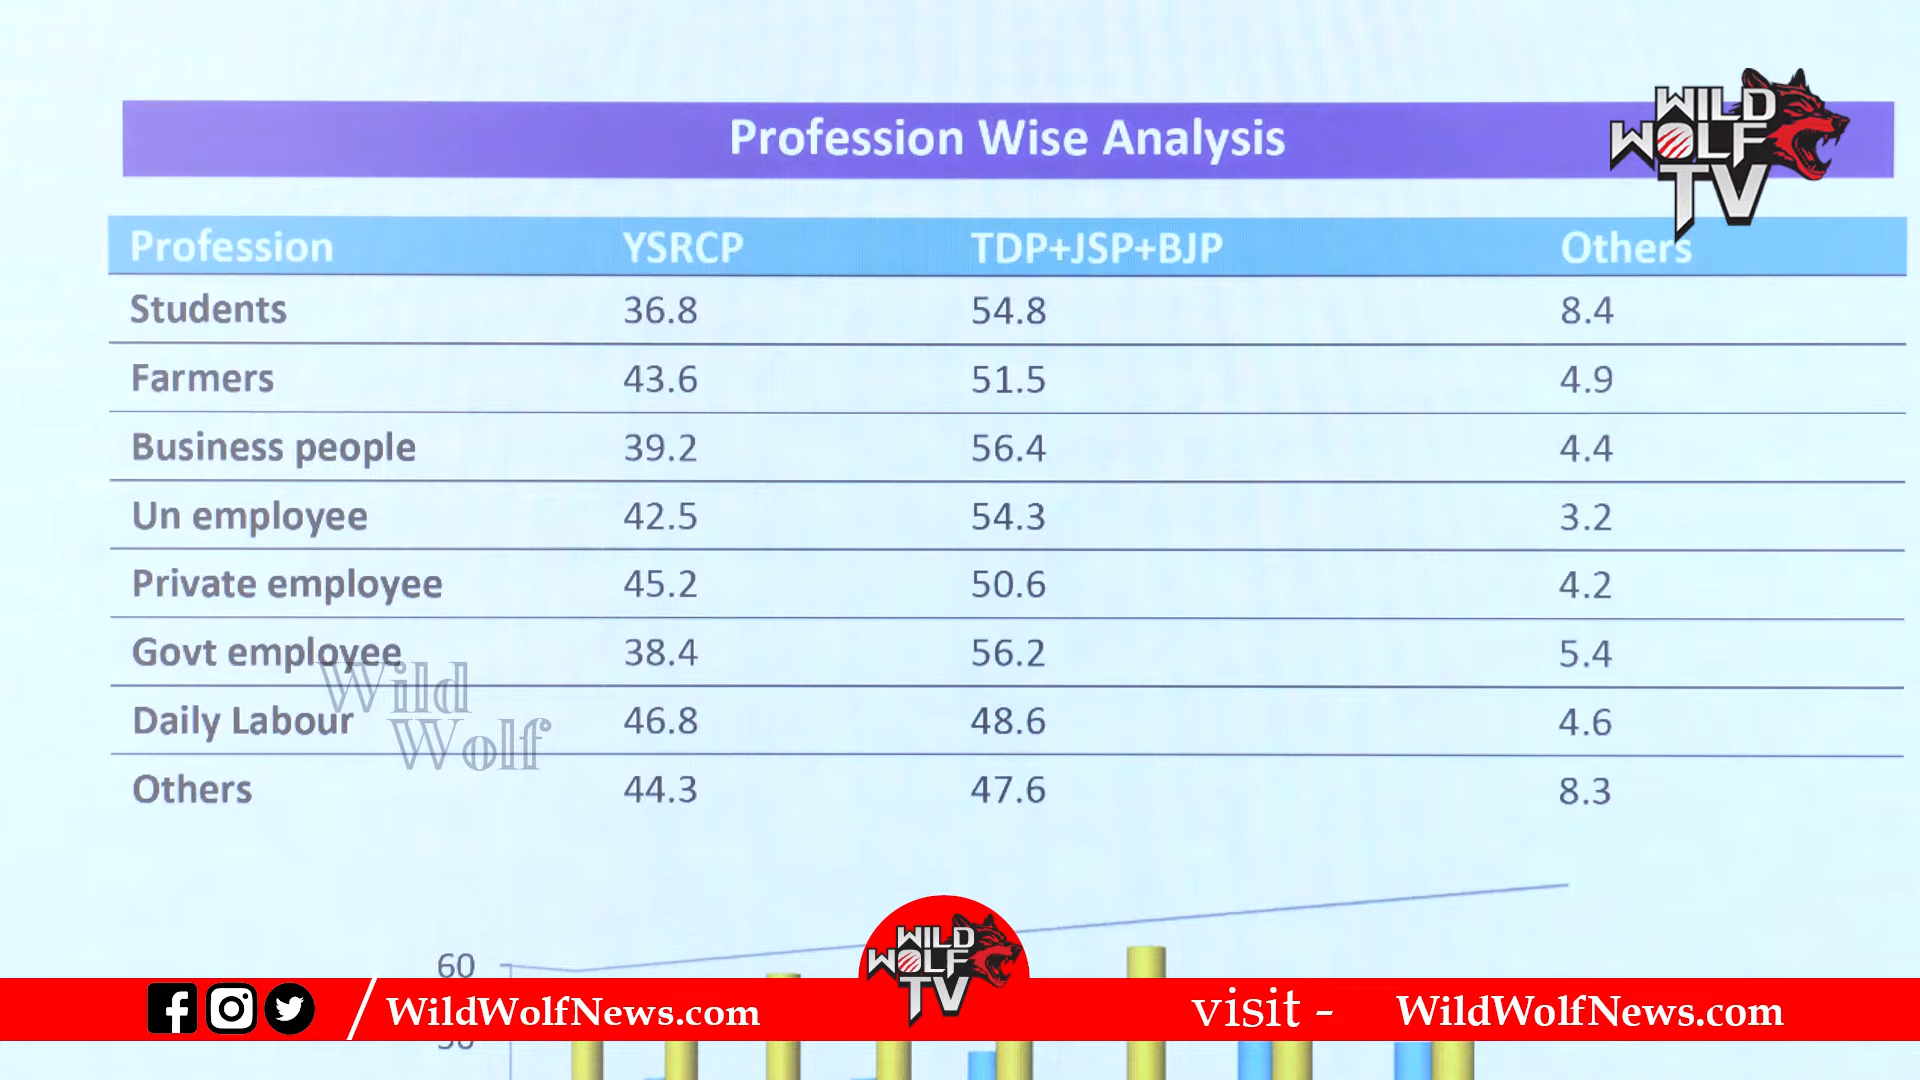 Profession Wise Analysis
WILD WOLF TV
Profession YSRCP TDP+JSP+BJP Others
Students 36.8 54.8 8.4
Farmers 43.6 51.5 4.9
Business people 39.2 56.4 4.4
Un employee 42.5 54.3 3.2
Private employee 45.2 50.6 4.2
Govt employee 38.4 56.2 5.4
Daily Labour 46.8 48.6 4.6
Others 44.3 47.6 8.3
Wild
Wolf
60
WILD WOLF TV
WildWolfNews.com visit - WildWolfNews.com